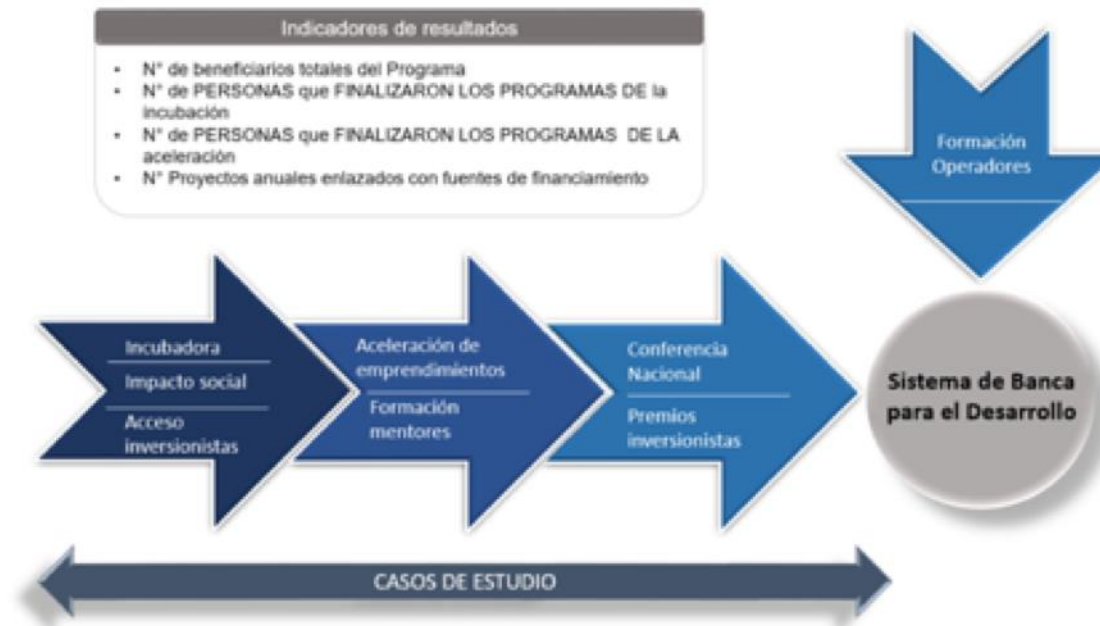 Indicadores de resultados
• N° de beneficiarios totales del Programa
• N° de PERSONAS que FINALIZARON LOS PROGRAMAS DE la
incubación
• N° de PERSONAS que FINALIZARON LOS PROGRAMAS DE LA
aceleración
• N° Proyectos anuales enlazados con fuentes de financiamiento
Formación
Operadores
Incubadora
Impacto social
Acceso
inversionistas
Aceleración de
emprendimientos
Formación
mentores
Conferencia
Nacional
Premios
inversionistas
Sistema de Banca
para el Desarrollo
CASOS DE ESTUDIO